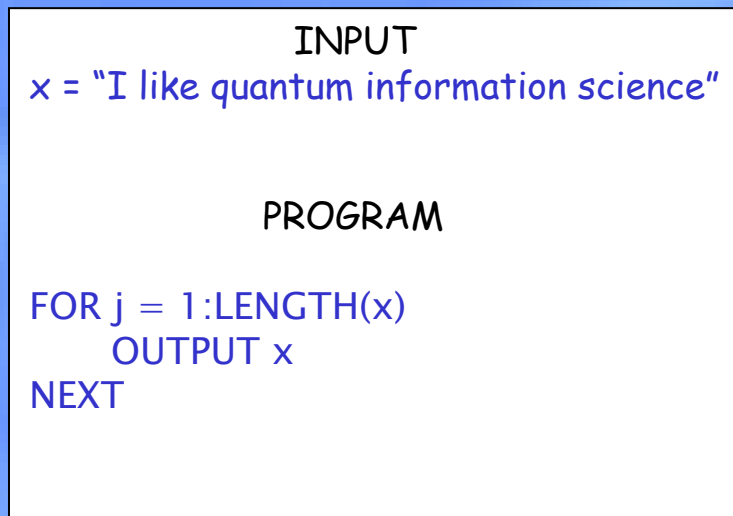 INPUT
x = “I like quantum information science”
PROGRAM
FOR j = 1:LENGTH(x)
OUTPUT x
NEXT